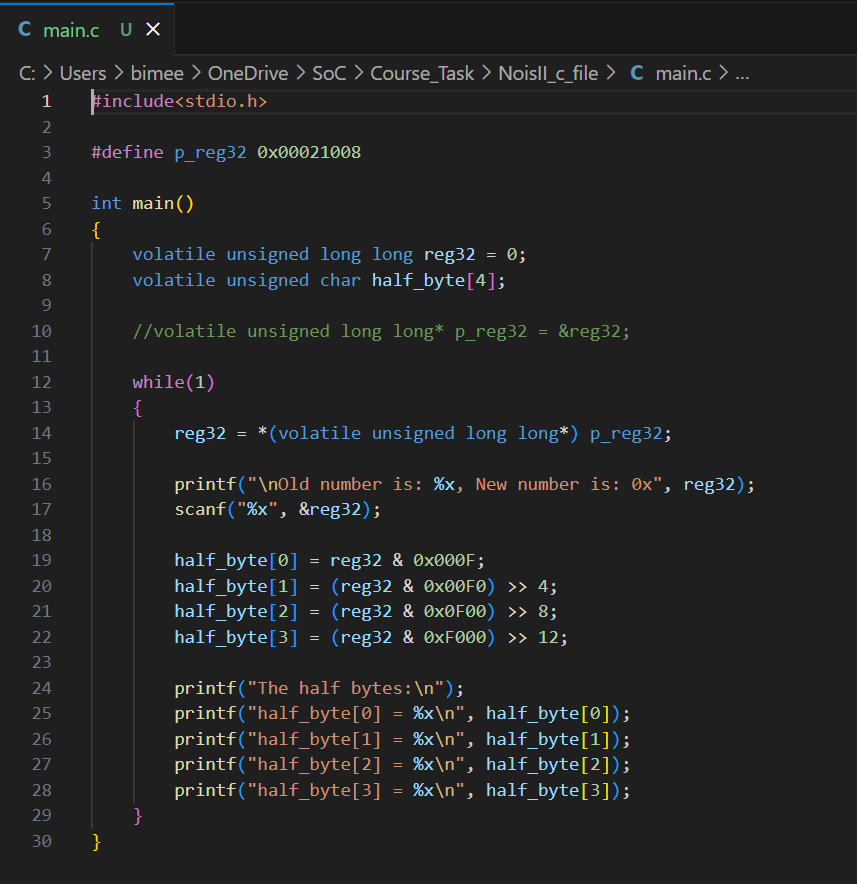 C main.c U ✕
C: > Users > bimee > OneDrive > SoC > Course_Task > NoisII_c_file > C main.c > ...
1 #include<stdio.h>
2
3 #define p_reg32 0x00021008
4
5 int main()
6 {
7     volatile unsigned long long reg32 = 0;
8     volatile unsigned char half_byte[4];
9
10     //volatile unsigned long long* p_reg32 = &reg32;
11
12     while(1)
13     {
14         reg32 = *(volatile unsigned long long*) p_reg32;
15
16         printf("\nOld number is: %x, New number is: 0x", reg32);
17         scanf("%x", &reg32);
18
19         half_byte[0] = reg32 & 0x000F;
20         half_byte[1] = (reg32 & 0x00F0) >> 4;
21         half_byte[2] = (reg32 & 0x0F00) >> 8;
22         half_byte[3] = (reg32 & 0xF000) >> 12;
23
24         printf("The half bytes:\n");
25         printf("half_byte[0] = %x\n", half_byte[0]);
26         printf("half_byte[1] = %x\n", half_byte[1]);
27         printf("half_byte[2] = %x\n", half_byte[2]);
28         printf("half_byte[3] = %x\n", half_byte[3]);
29     }
30 }